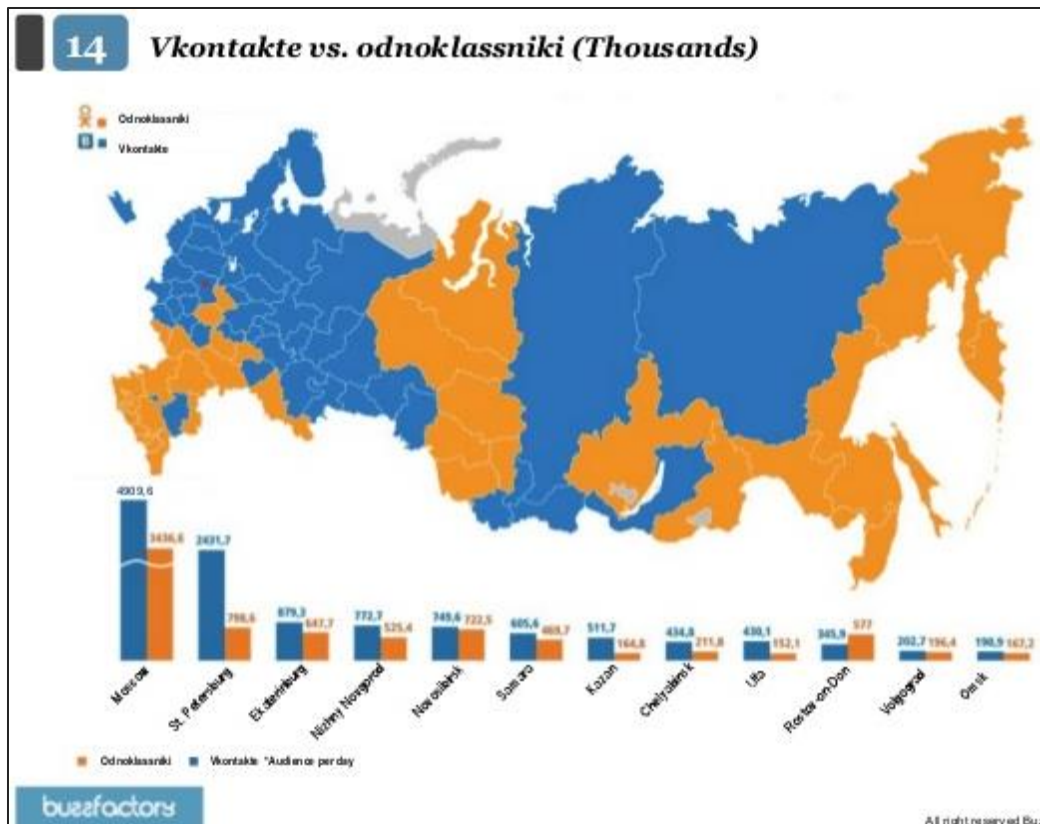 14 Vkontakte vs. odnoklassniki (Thousands)
Odnoklassniki
B Vkontakte
4909,6
3436,6
2431,7
798,6
879,3
647,7
772,7
525,4
749,6
722,5
605,6
469,7
511,7
164,8
434,8
211,8
430,1
152,1
345,9
577
202,7
196,4
190,9
167,2
Moscow
St. Petersburg
Ekaterinburg
Nizhny Novgorod
Novosibirsk
Samara
Kazan
Chelyabinsk
Ufa
Rostov-on-Don
Volgograd
Omsk
Odnoklassniki Vkontakte *Audience per day
buzzfactory
All right reserved Bu